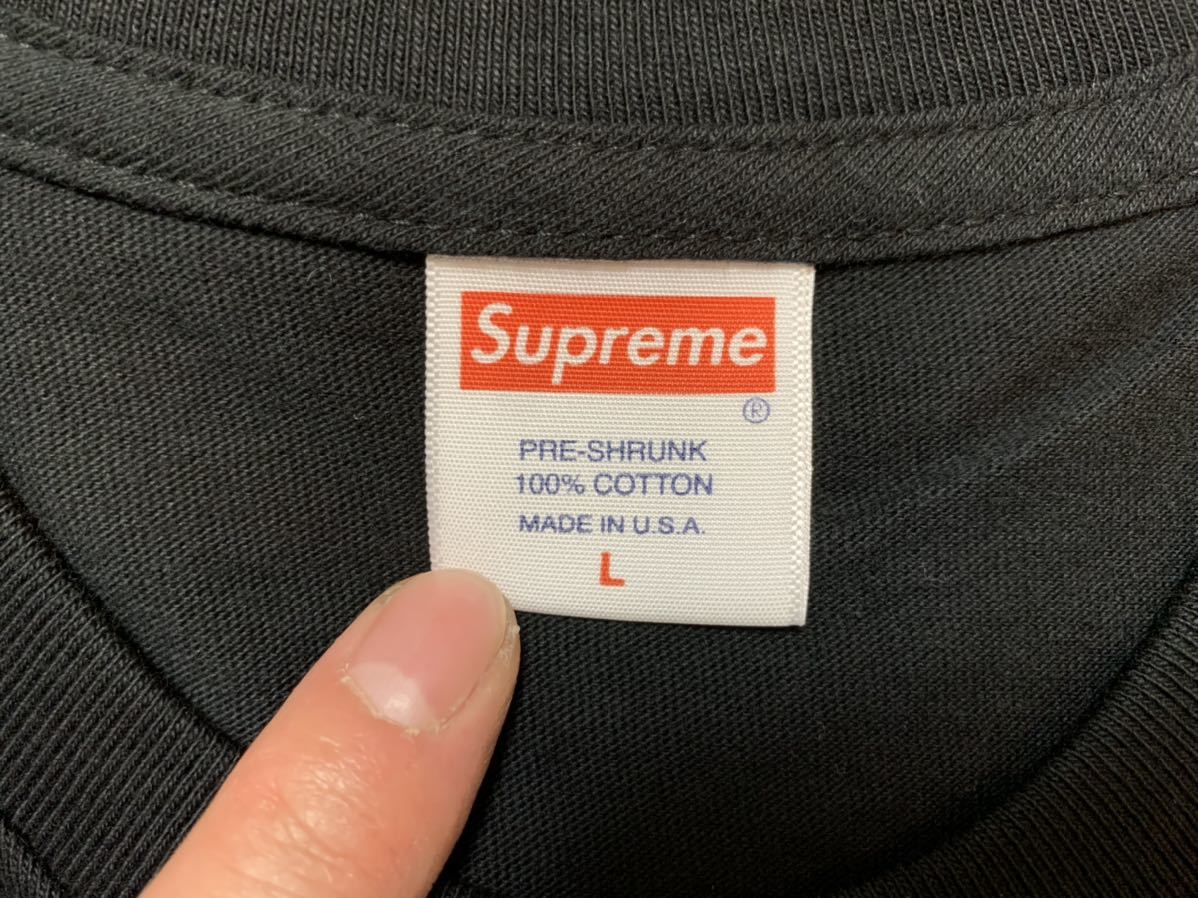 Supreme
®
PRE-SHRUNK
100% COTTON
MADE IN U.S.A.
L